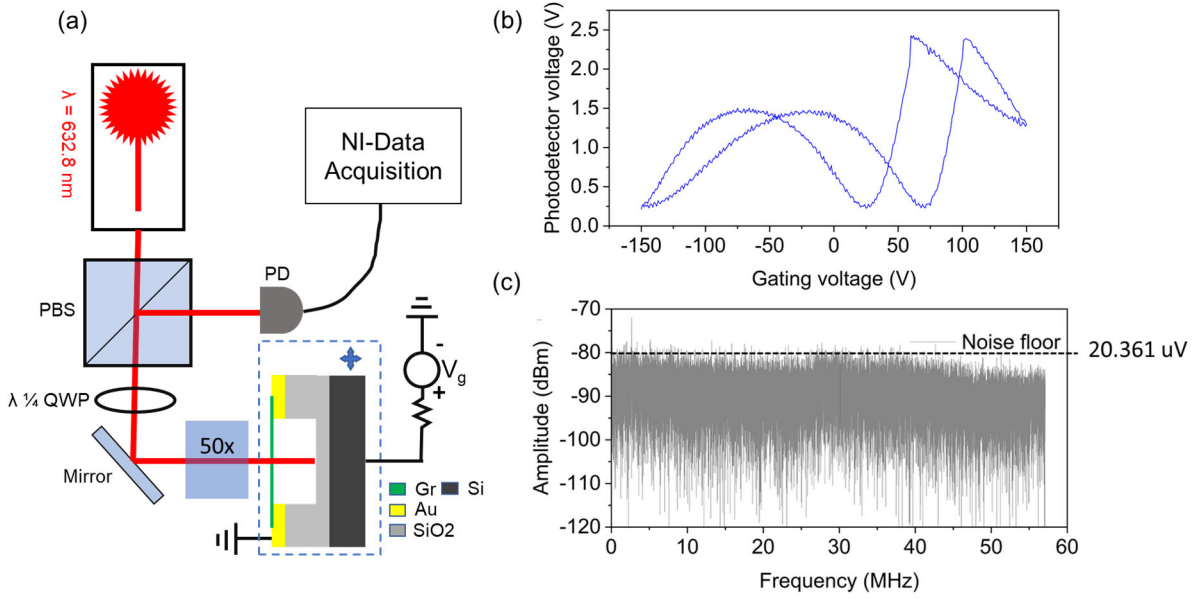 (a)
λ = 632.8 nm
NI-Data
Acquisition
PBS
PD
λ ¼ QWP
Mirror
50x
-
Vg
+
Gr
Si
Au
SiO2
(b)
Photodetector voltage (V)
2.5
2.0
1.5
1.0
0.5
0.0
-150
-100
-50
0
50
100
150
Gating voltage (V)
(c)
Amplitude (dBm)
-70
-80
-90
-100
-110
-120
Noise floor
20.361 uV
0
10
20
30
40
50
60
Frequency (MHz)